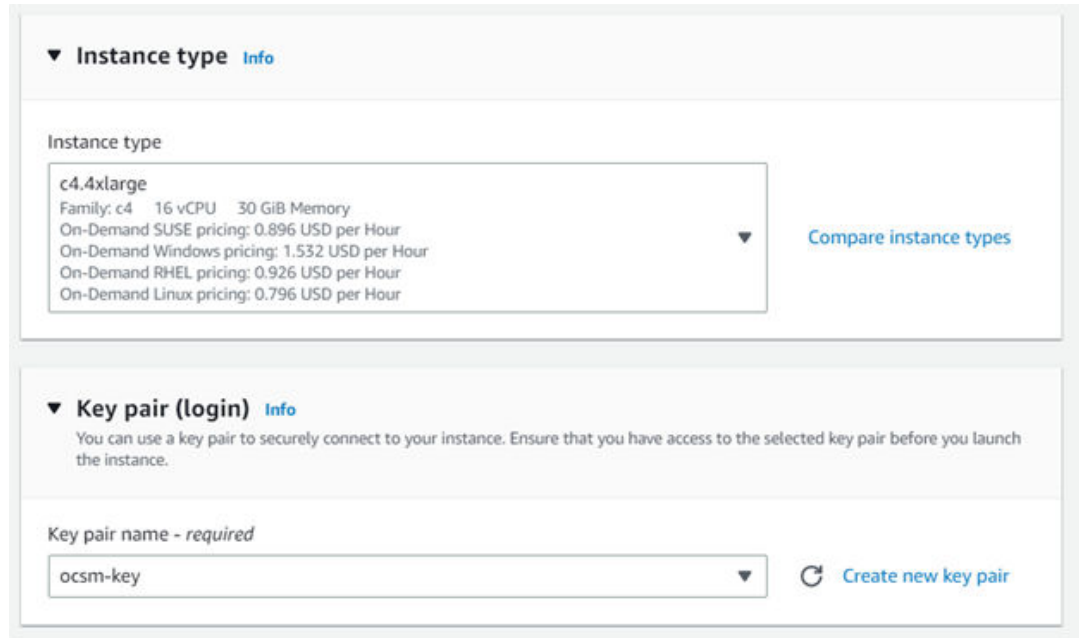 Instance type Info
Instance type
c4.4xlarge
Family: c4 16 vCPU 30 GiB Memory
On-Demand SUSE pricing: 0.896 USD per Hour
On-Demand Windows pricing: 1.532 USD per Hour
On-Demand RHEL pricing: 0.926 USD per Hour
On-Demand Linux pricing: 0.796 USD per Hour
Compare instance types
Key pair (login) Info
You can use a key pair to securely connect to your instance. Ensure that you have access to the selected key pair before you launch
the instance.
Key pair name - required
ocsm-key
Create new key pair